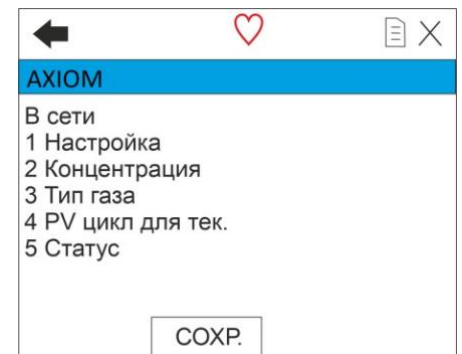 AXIOM
В сети
1 Настройка
2 Концентрация
3 Тип газа
4 PV цикл для тек.
5 Статус
СОХР.